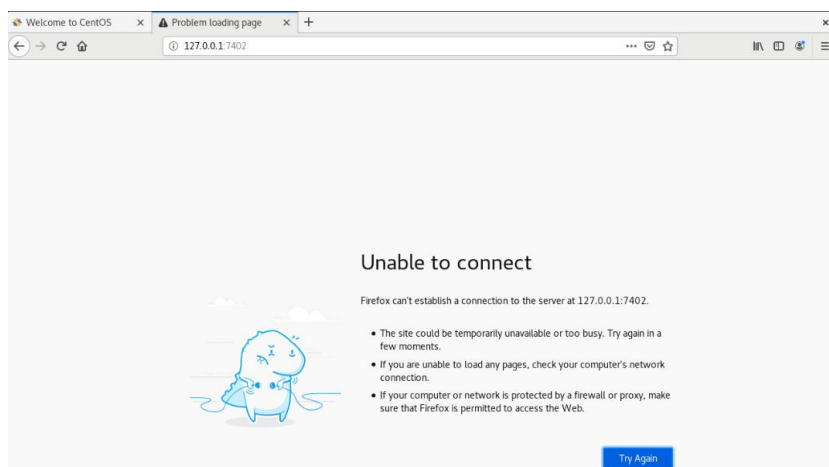 Welcome to CentOS
Problem loading page
127.0.0.1:7402
Unable to connect
Firefox can't establish a connection to the server at 127.0.0.1:7402.
• The site could be temporarily unavailable or too busy. Try again in a
few moments.
• If you are unable to load any pages, check your computer's network
connection.
• If your computer or network is protected by a firewall or proxy, make
sure that Firefox is permitted to access the Web.
Try Again